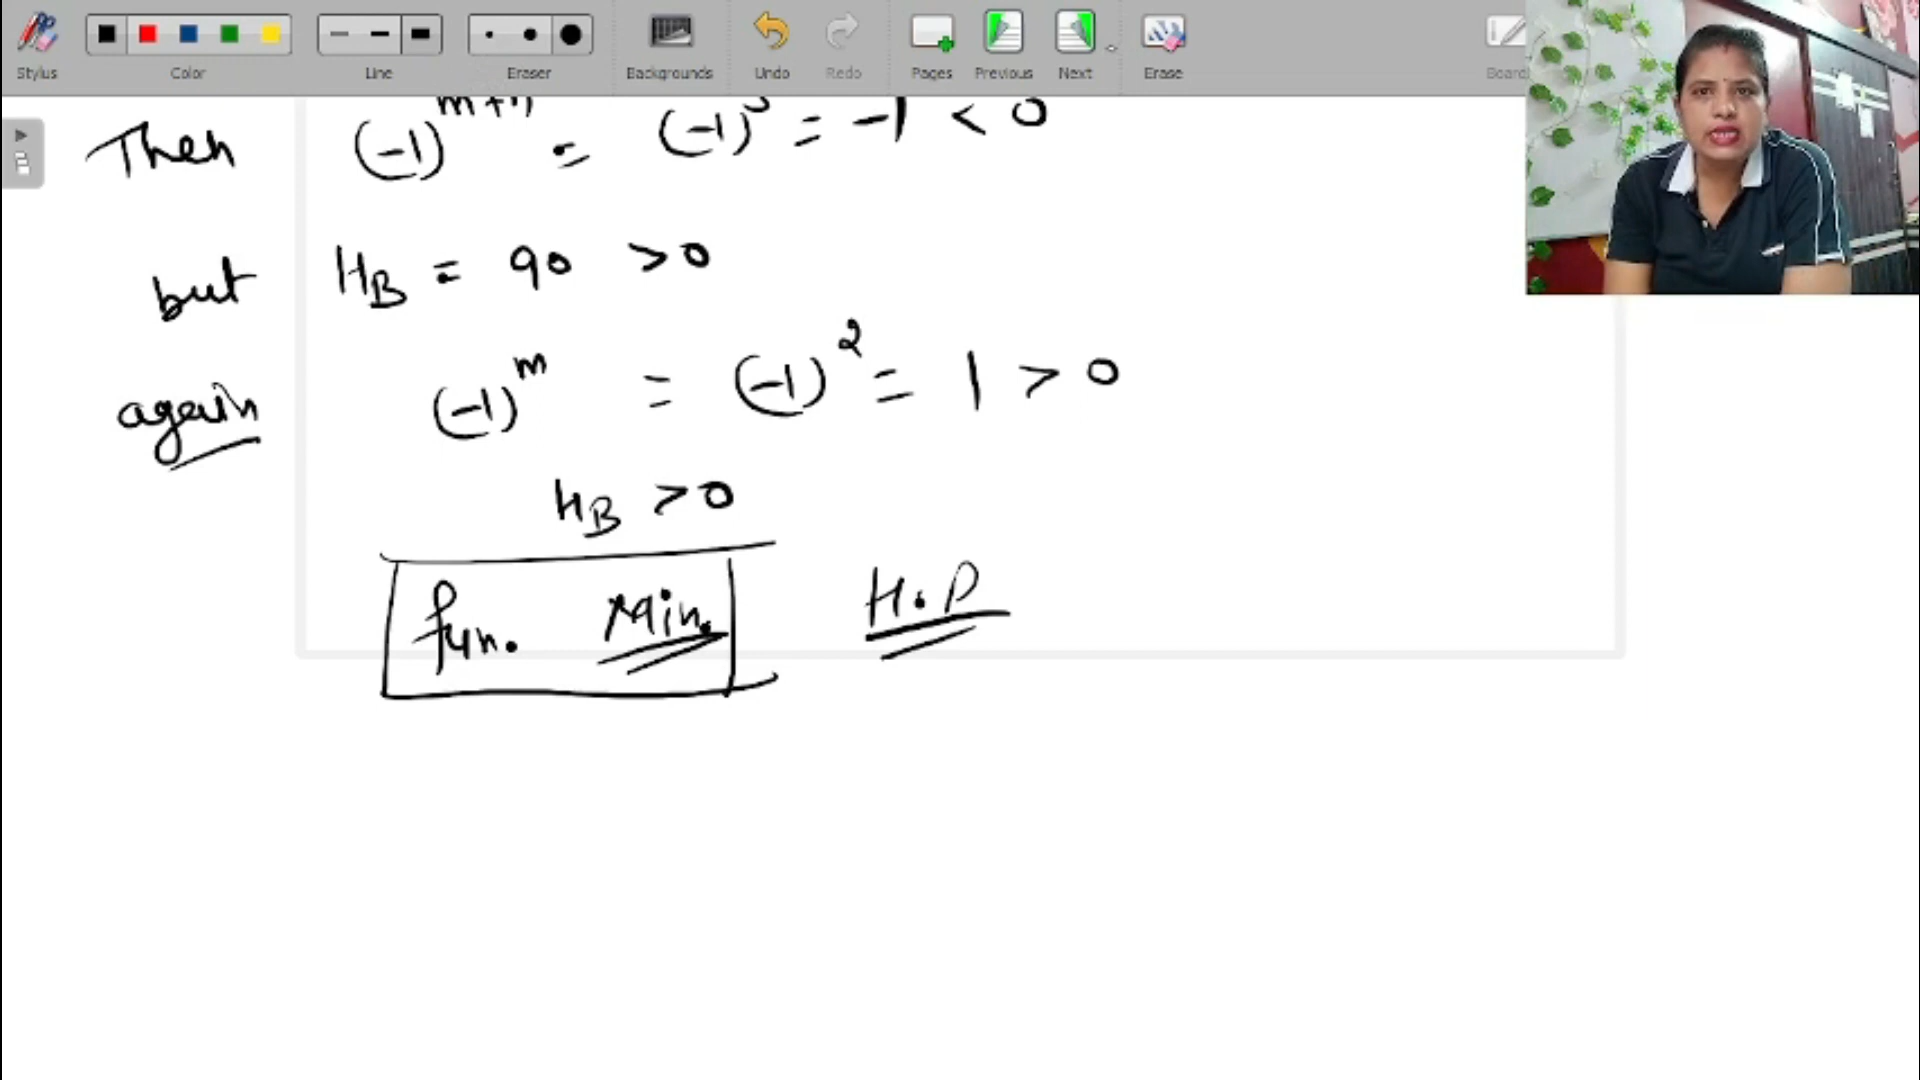 Stylus Color Line Eraser Backgrounds Undo Redo Pages Previous Next Erase Board
Then (-1)^m+n = (-1)^3 = -1 < 0
but H_B = 90 > 0
again (-1)^m = (-1)^2 = 1 > 0
H_B > 0
fun. Min. H.P